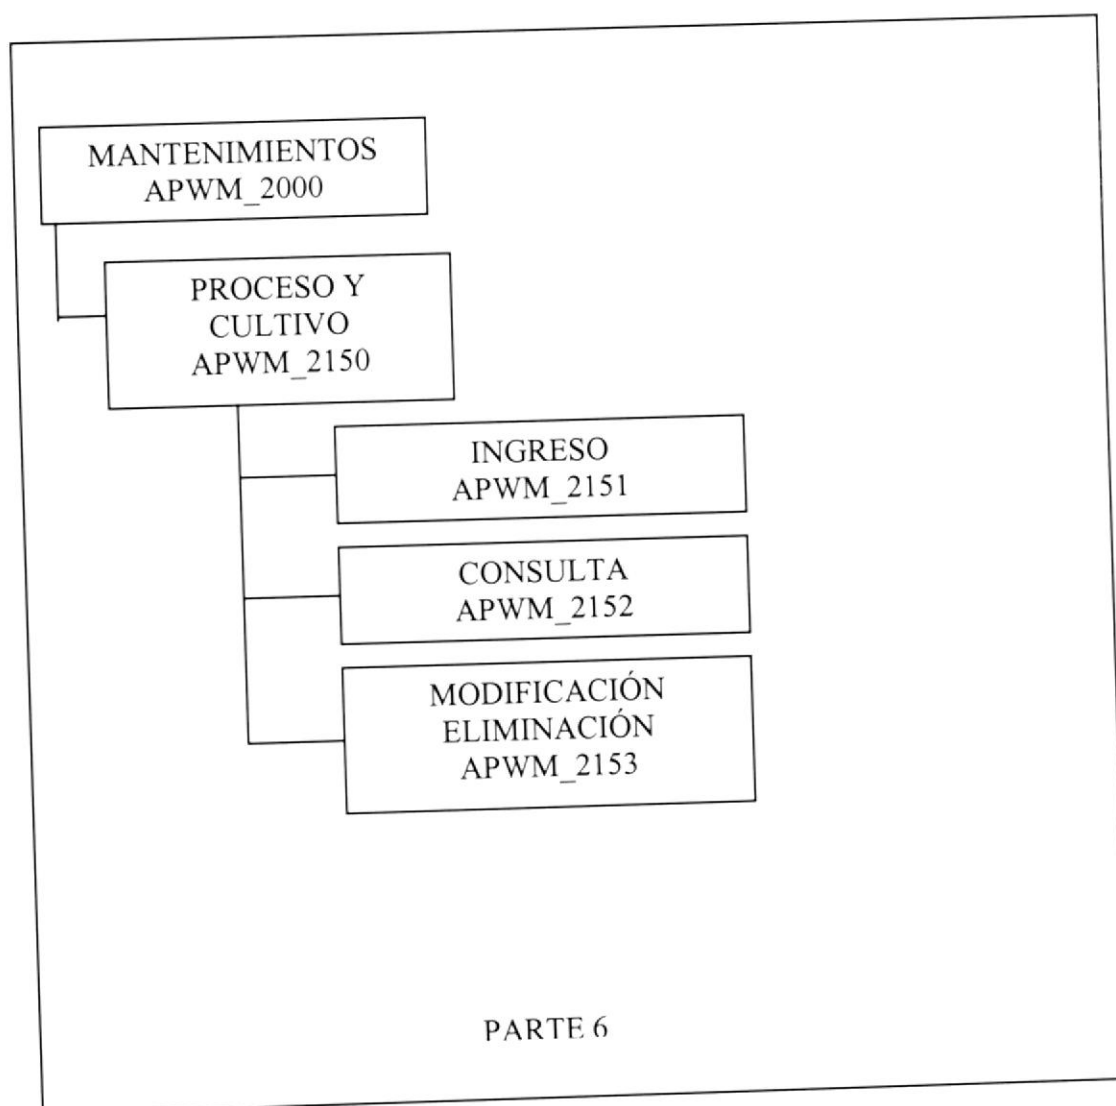 MANTENIMIENTOS
APWM_2000
PROCESO Y
CULTIVO
APWM_2150
INGRESO
APWM_2151
CONSULTA
APWM_2152
MODIFICACIÓN
ELIMINACIÓN
APWM_2153
PARTE 6